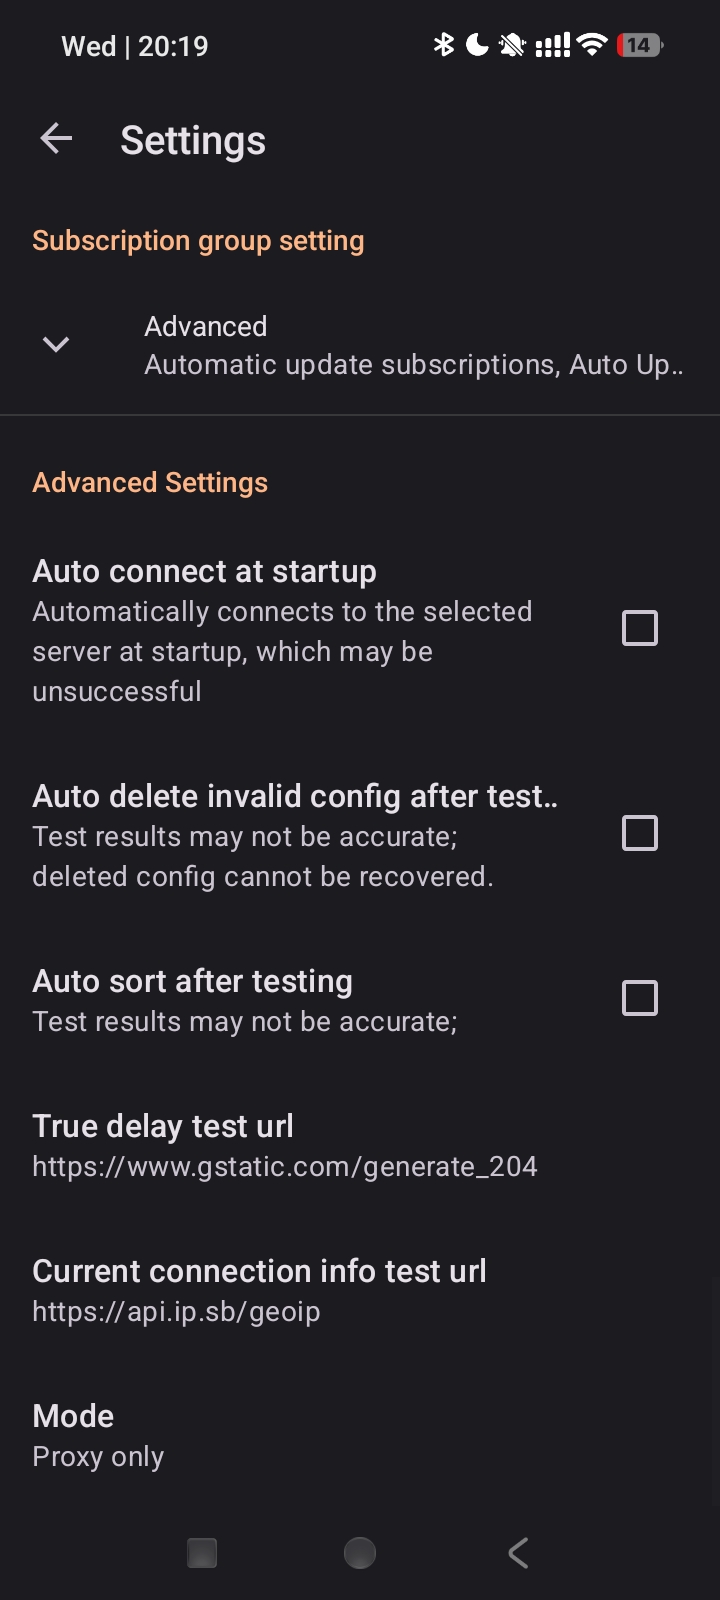 Wed | 20:19
14
Settings
Subscription group setting
Advanced
Automatic update subscriptions, Auto Up..
Advanced Settings
Auto connect at startup
Automatically connects to the selected
server at startup, which may be
unsuccessful
Auto delete invalid config after test..
Test results may not be accurate;
deleted config cannot be recovered.
Auto sort after testing
Test results may not be accurate;
True delay test url
https://www.gstatic.com/generate_204
Current connection info test url
https://api.ip.sb/geoip
Mode
Proxy only